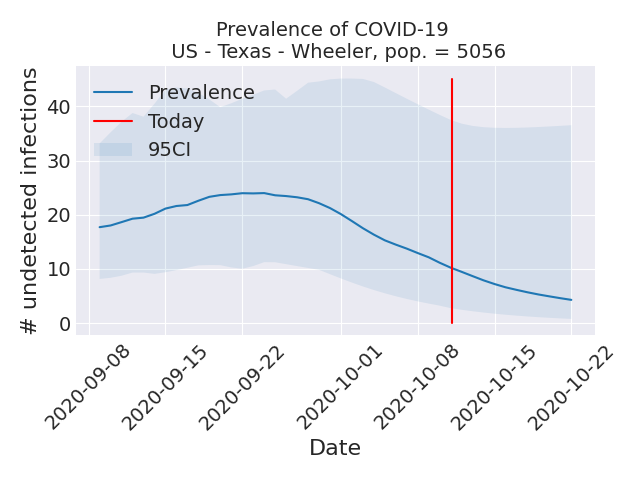 Prevalence of COVID-19
US - Texas - Wheeler, pop. = 5056
# undetected infections
40
30
20
10
0
Prevalence
Today
95CI
2020-09-08
2020-09-15
2020-09-22
2020-10-01
2020-10-08
2020-10-15
2020-10-22
Date